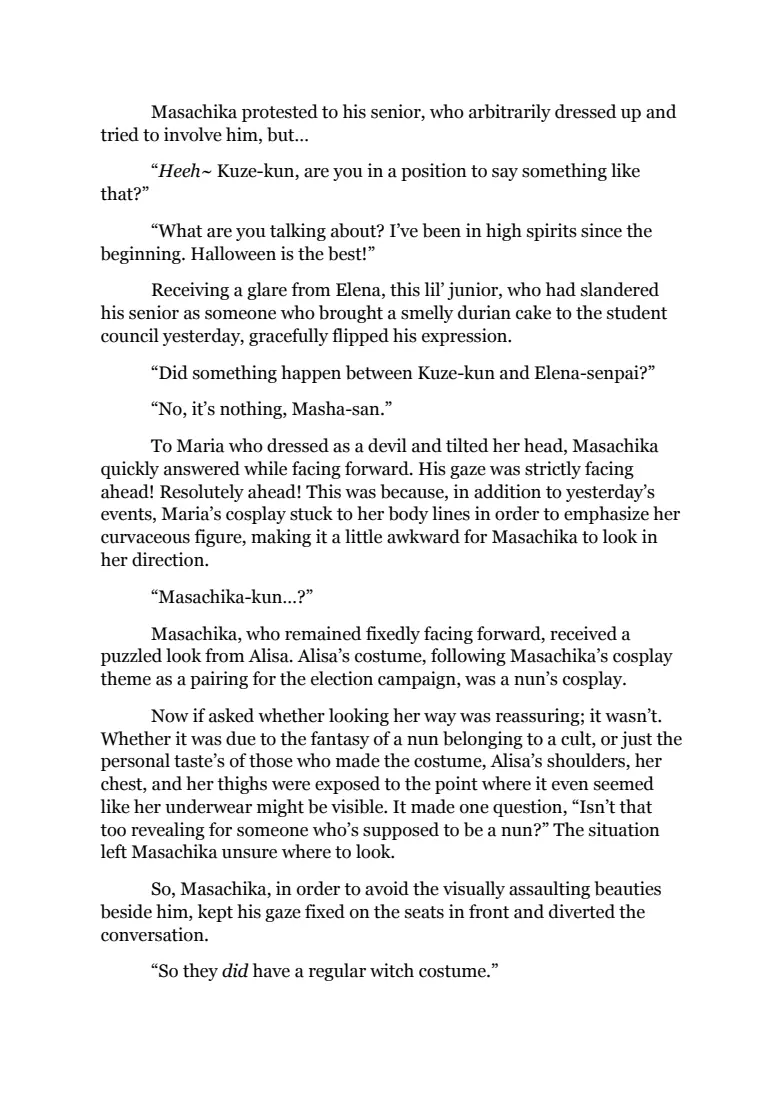 Masachika protested to his senior, who arbitrarily dressed up and
tried to involve him, but…
“Heeh~ Kuze-kun, are you in a position to say something like
that?”
“What are you talking about? I’ve been in high spirits since the
beginning. Halloween is the best!”
Receiving a glare from Elena, this lil’ junior, who had slandered
his senior as someone who brought a smelly durian cake to the student
council yesterday, gracefully flipped his expression.
“Did something happen between Kuze-kun and Elena-senpai?”
“No, it’s nothing, Masha-san.”
To Maria who dressed as a devil and tilted her head, Masachika
quickly answered while facing forward. His gaze was strictly facing
ahead! Resolutely ahead! This was because, in addition to yesterday’s
events, Maria’s cosplay stuck to her body lines in order to emphasize her
curvaceous figure, making it a little awkward for Masachika to look in
her direction.
“Masachika-kun…?”
Masachika, who remained fixedly facing forward, received a
puzzled look from Alisa. Alisa’s costume, following Masachika’s cosplay
theme as a pairing for the election campaign, was a nun’s cosplay.
Now if asked whether looking her way was reassuring; it wasn’t.
Whether it was due to the fantasy of a nun belonging to a cult, or just the
personal taste’s of those who made the costume, Alisa’s shoulders, her
chest, and her thighs were exposed to the point where it even seemed
like her underwear might be visible. It made one question, “Isn’t that
too revealing for someone who’s supposed to be a nun?” The situation
left Masachika unsure where to look.
So, Masachika, in order to avoid the visually assaulting beauties
beside him, kept his gaze fixed on the seats in front and diverted the
conversation.
“So they did have a regular witch costume.”